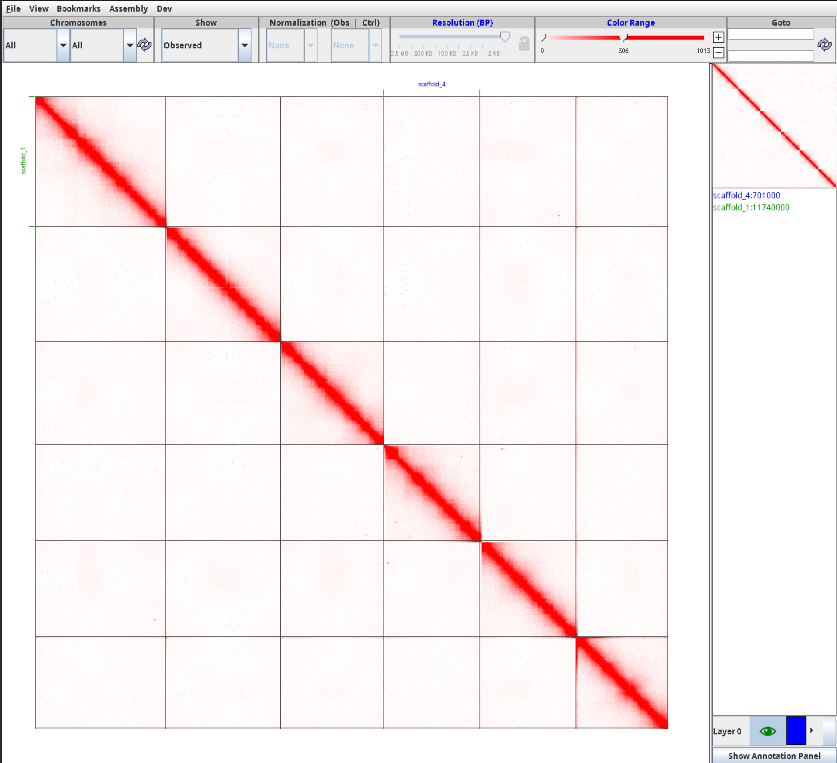 File View Bookmarks Assembly Dev
Chromosomes Show Normalization (Obs | Ctrl) Resolution (BP) Color Range Goto
All All Observed None None
2.5 MB 500 KB 100 KB 25 KB 5 KB
0 506 1013
scaffold_4
scaffold_1
scaffold_4:701000
scaffold_1:11740000
Layer 0
Show Annotation Panel